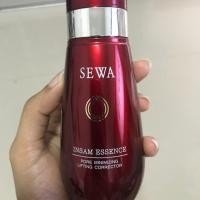 SEWA
INSAM ESSENCE
PORE MINIMIZING
LIFTING CORRECTOR